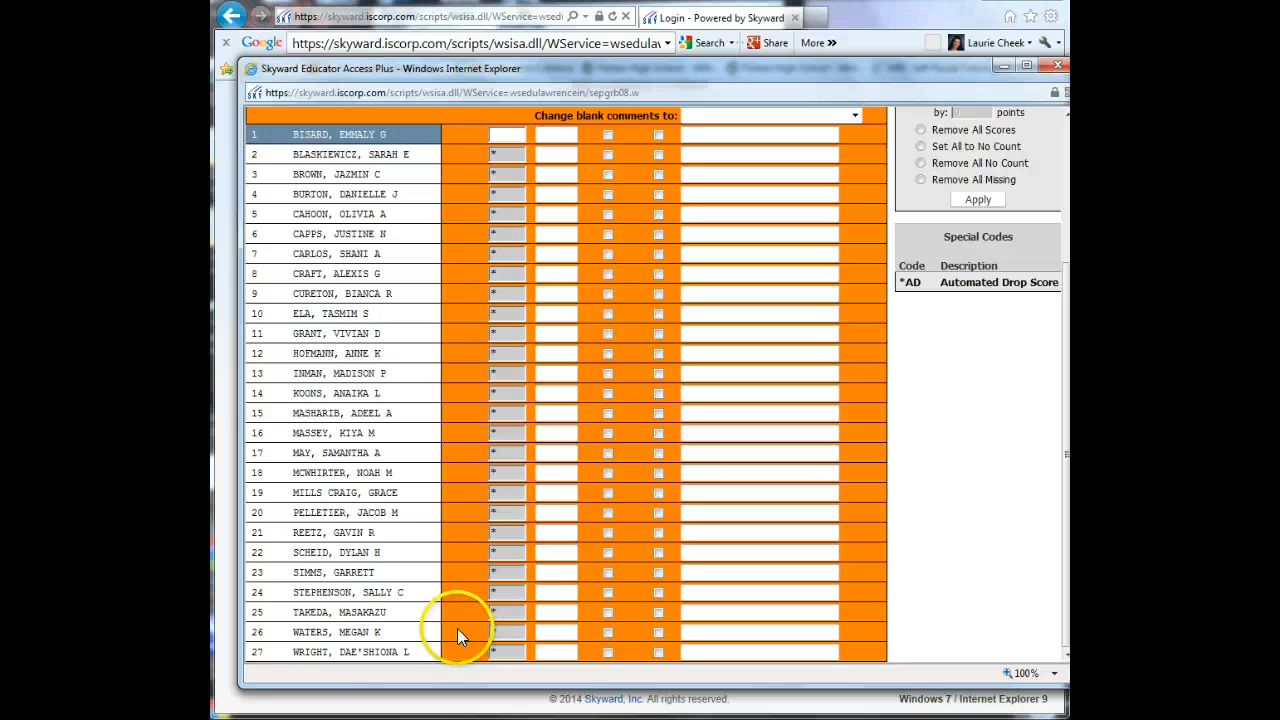 https://skyward.iscorp.com/scripts/wsisa.dll/WService=wsedu
Login - Powered by Skyward
Google
https://skyward.iscorp.com/scripts/wsisa.dll/WService=wsedulaw
Search
Share
More »
Laurie Cheek
Skyward Educator Access Plus - Windows Internet Explorer
https://skyward.iscorp.com/scripts/wsisa.dll/WService=wsedulawrencein/sepgrb08.w
Change blank comments to:
by: 0 points
1 BISARD, EMMALY G
Remove All Scores
2 BLASKIEWICZ, SARAH E *
Set All to No Count
3 BROWN, JAZMIN C *
Remove All No Count
4 BURTON, DANIELLE J *
Remove All Missing
5 CAHOON, OLIVIA A *
Apply
6 CAPPS, JUSTINE N *
Special Codes
7 CARLOS, SHANI A *
Code Description
8 CRAFT, ALEXIS G *
*AD Automated Drop Score
9 CURETON, BIANCA R *
10 ELA, TASMIM S *
11 GRANT, VIVIAN D *
12 HOFMANN, ANNE K *
13 INMAN, MADISON P *
14 KOONS, ANAIKA L *
15 MASHARIB, ADEEL A *
16 MASSEY, KIYA M *
17 MAY, SAMANTHA A *
18 MCWHIRTER, NOAH M *
19 MILLS CRAIG, GRACE *
20 PELLETIER, JACOB M *
21 REETZ, GAVIN R *
22 SCHEID, DYLAN H *
23 SIMMS, GARRETT *
24 STEPHENSON, SALLY C *
25 TAKEDA, MASAKAZU *
26 WATERS, MEGAN K *
27 WRIGHT, DAE'SHIONA L *
100%
© 2014 Skyward, Inc. All rights reserved.
Windows 7 / Internet Explorer 9